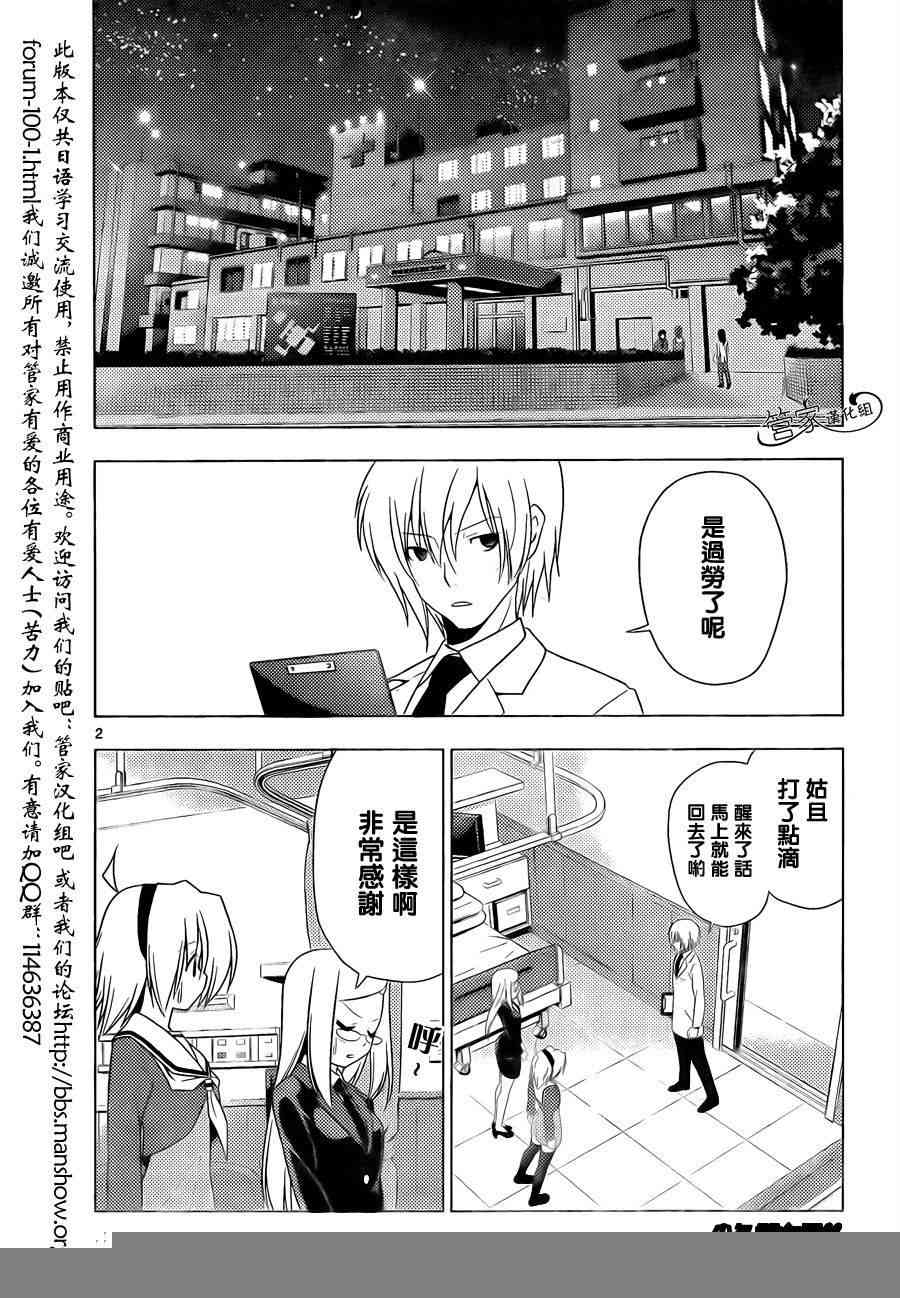 此版本仅共日语学习交流使用，禁止用作商业用途。欢迎访问我们的贴吧：管家汉化组吧 或者我们的论坛http://bbs.manshow.org
forum-100-1.html我们诚邀所有对管家有爱的各位有爱人士(苦力)加入我们。有意请加QQ群：114636387
管家漢化組
是過勞了呢
2
姑且
打了點滴
醒來了話
馬上就能
回去了喲
是這樣啊
非常感謝
呼～